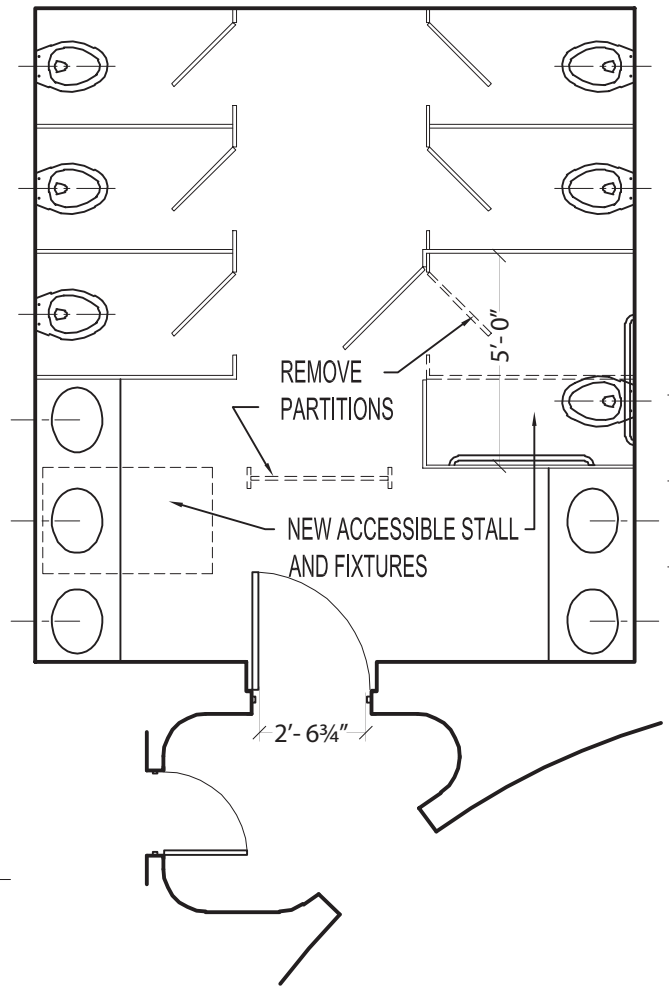 REMOVE
PARTITIONS
5'- 0"
NEW ACCESSIBLE STALL
AND FIXTURES
2'- 6¾"